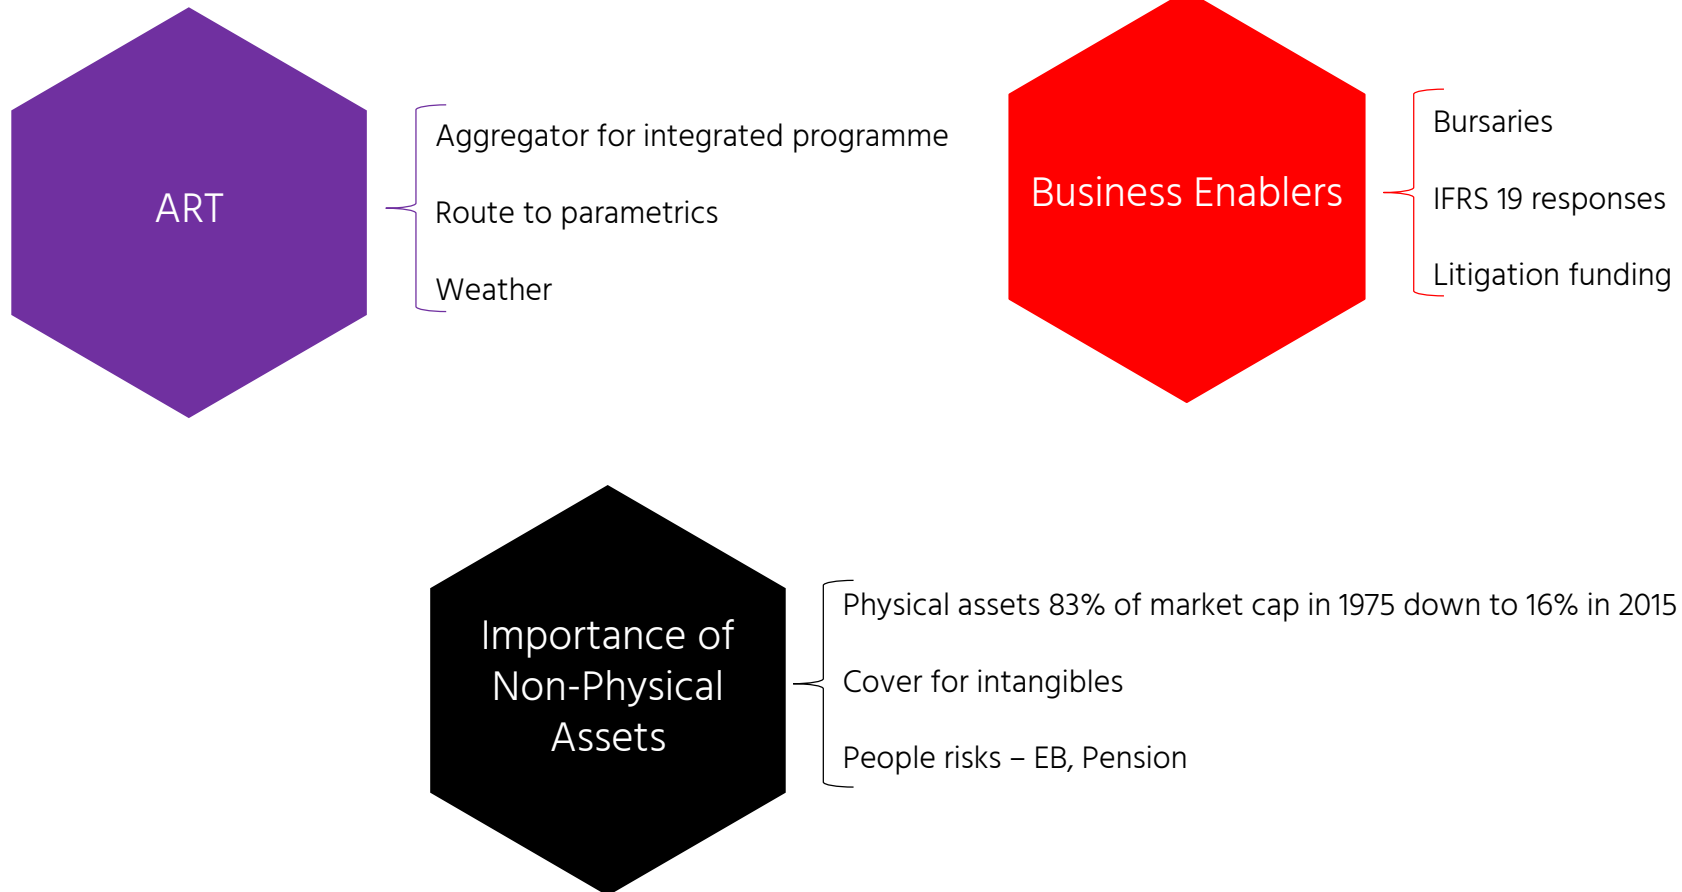 ART
Aggregator for integrated programme
Route to parametrics
Weather
Business Enablers
Bursaries
IFRS 19 responses
Litigation funding
Importance of
Non-Physical
Assets
Physical assets 83% of market cap in 1975 down to 16% in 2015
Cover for intangibles
People risks – EB, Pension